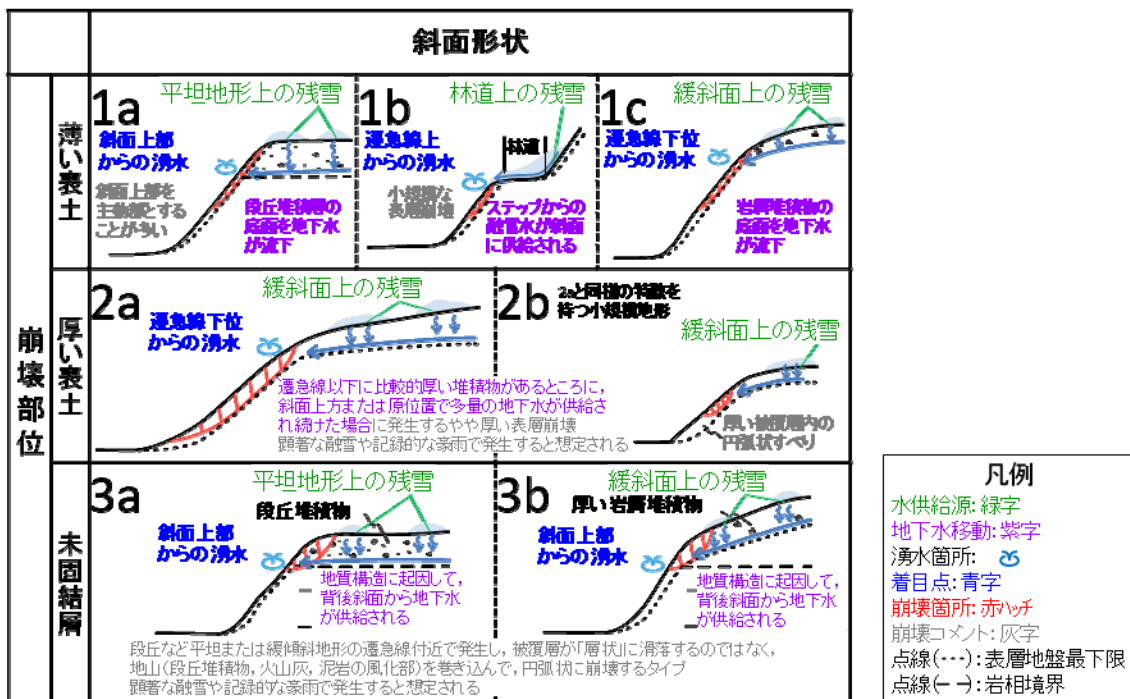 斜面形状
崩壊部位
薄い表土
1a
平坦地形上の残雪
斜面上部
からの湧水
斜面上部を
主動部とする
ことが多い
段丘堆積層の
底面を地下水
が流下
1b
林道上の残雪
遷急線上
からの湧水
林道
小規模な
表層崩壊
ステップからの
融雪水が斜面
に供給される
1c
緩斜面上の残雪
遷急線下位
からの湧水
岩屑堆積物の
底面を地下水
が流下
厚い表土
2a
緩斜面上の残雪
遷急線下位
からの湧水
遷急線以下に比較的厚い堆積物があるところに，
斜面上方または原位置で多量の地下水が供給さ
れ続けた場合に発生するやや厚い表層崩壊
顕著な融雪や記録的な豪雨で発生すると想定される
2b
2aと同様の特徴を
持つ小規模地形
緩斜面上の残雪
厚い被覆層内の
円弧状すべり
未固結層
3a
平坦地形上の残雪
段丘堆積物
斜面上部
からの湧水
地質構造に起因して，
背後斜面から地下水
が供給される
3b
緩斜面上の残雪
厚い岩屑堆積物
斜面上部
からの湧水
地質構造に起因して，
背後斜面から地下水
が供給される
段丘など平坦または緩傾斜地形の遷急線付近で発生し，被覆層が「層状」に滑落するのではなく，
地山（段丘堆積物，火山灰，泥岩の風化部）を巻き込んで，円弧状に崩壊するタイプ
顕著な融雪や記録的な豪雨で発生すると想定される
凡例
水供給源：緑字
地下水移動：紫字
湧水箇所：
着目点：青字
崩壊箇所：赤ハッチ
崩壊コメント：灰字
点線(---)：表層地盤最下限
点線(− −)：岩相境界